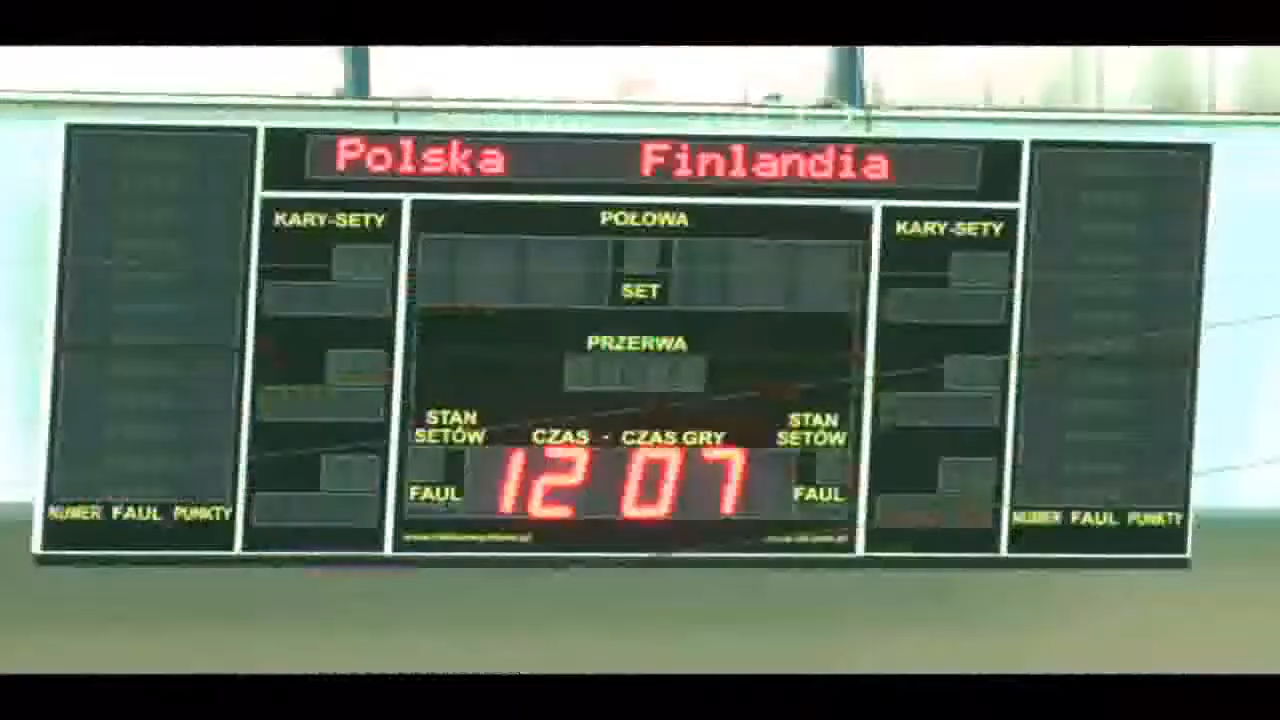 Polska Finlandia
KARY-SETY
POŁOWA
KARY-SETY
SET
PRZERWA
STAN
SETÓW
CZAS - CZAS GRY
STAN
SETÓW
12 07
FAUL
FAUL
NUMER FAUL PUNKTY
NUMER FAUL PUNKTY